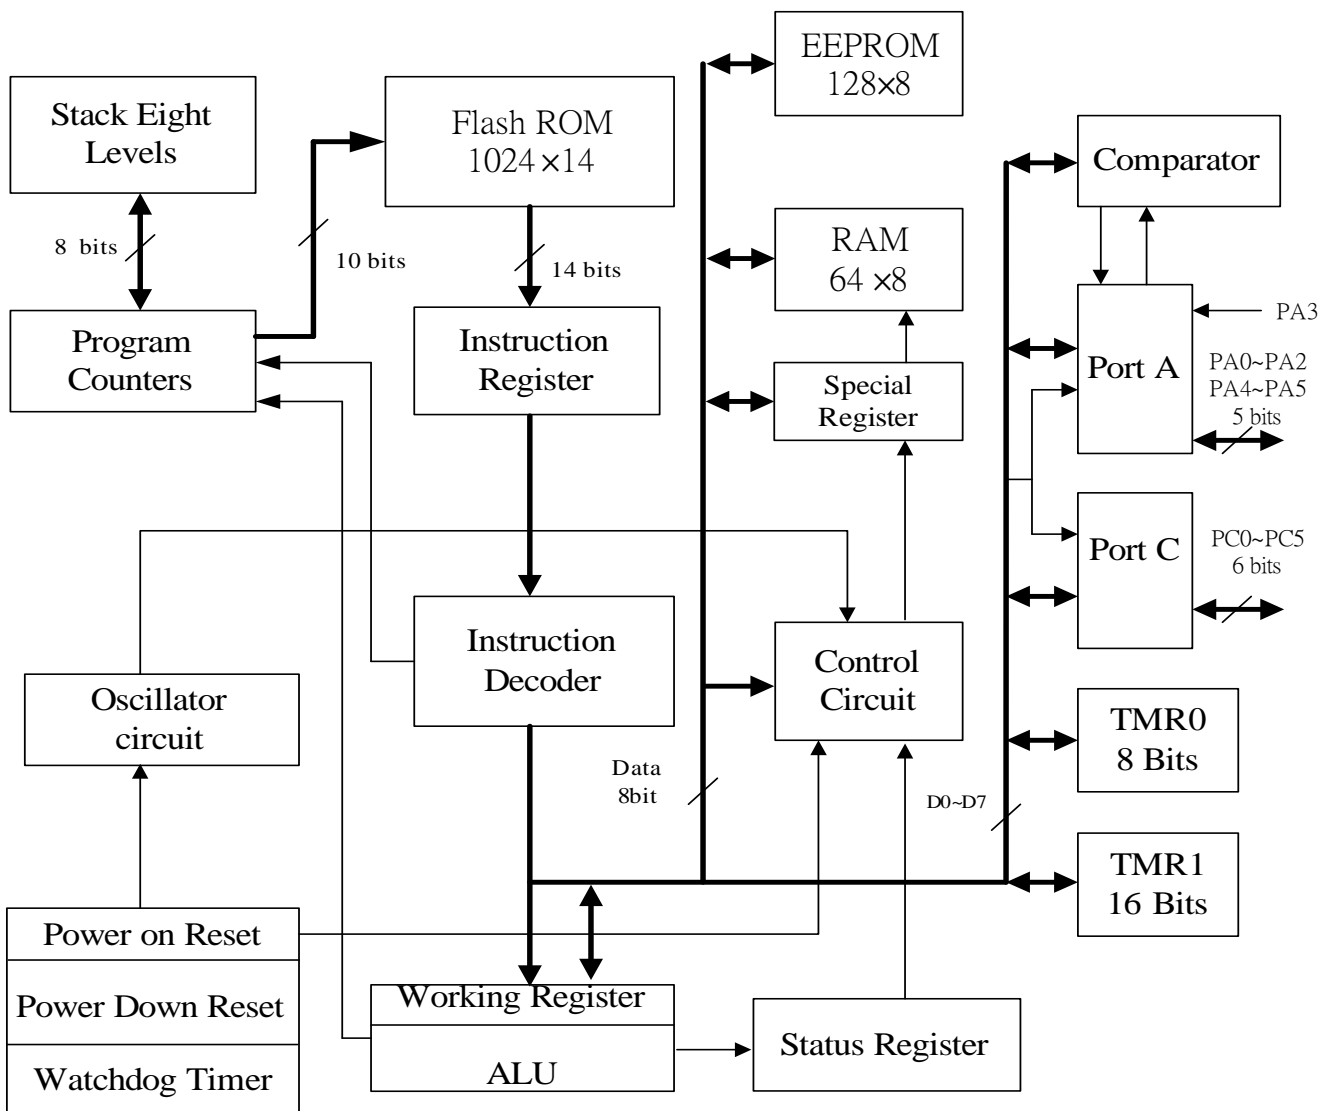 EEPROM
128×8
Stack Eight
Levels
Flash ROM
1024 ×14
Comparator
8 bits
10 bits
14 bits
RAM
64 ×8
PA3
Program
Counters
Instruction
Register
Special
Register
Port A
PA0~PA2
PA4~PA5
5 bits
Port C
PC0~PC5
6 bits
Instruction
Decoder
Control
Circuit
Oscillator
circuit
TMR0
8 Bits
Data
8bit
D0~D7
TMR1
16 Bits
Power on Reset
Power Down Reset
Watchdog Timer
Working Register
ALU
Status Register